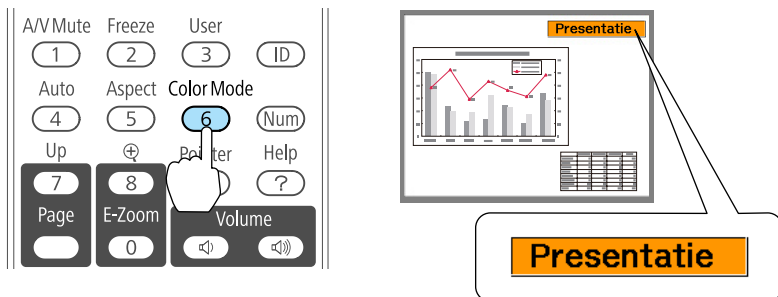 A/V Mute Freeze User
1 2 3 ID
Auto Aspect Color Mode
4 5 6 Num
Up Help
7 8 ?
Page E-Zoom Volume
0
Presentatie
Presentatie